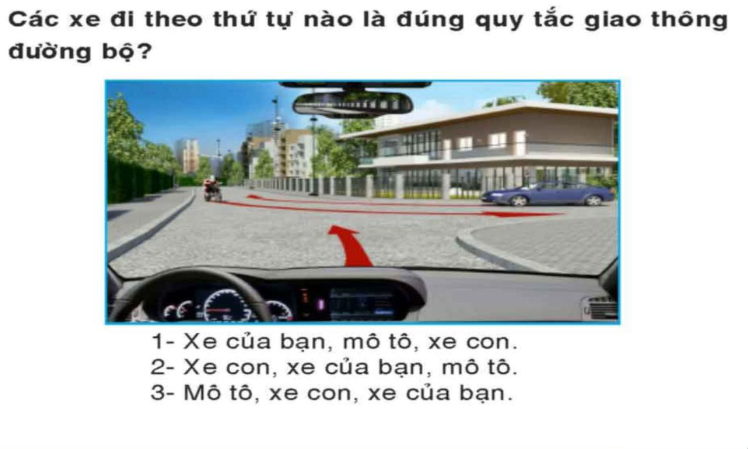 Các xe đi theo thứ tự nào là đúng quy tắc giao thông
đường bộ?
1- Xe của bạn, mô tô, xe con.
2- Xe con, xe của bạn, mô tô.
3- Mô tô, xe con, xe của bạn.